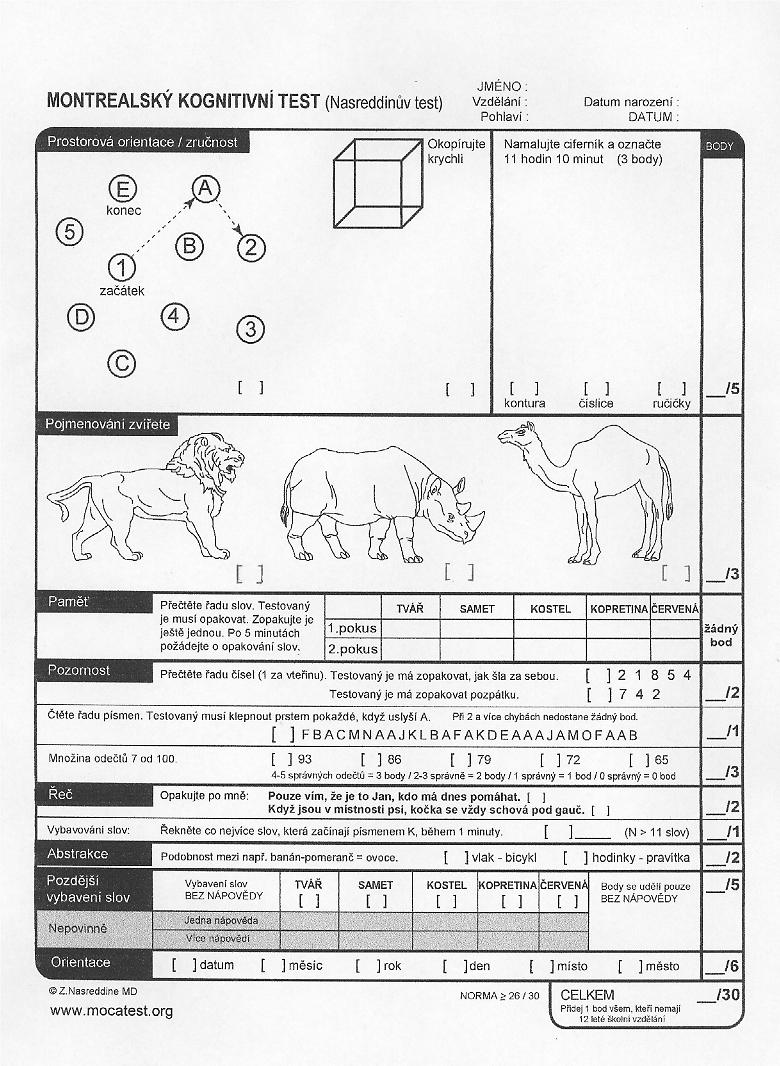 JMÉNO :
MONTREALSKÝ KOGNITIVNÍ TEST (Nasreddinův test)
Vzdělání :
Datum narození :
Pohlaví :
DATUM :
Prostorová orientace / zručnost
BODY
E
konec
A
5
B
2
1
začátek
D
4
3
C
[ ]
Okopírujte
krychli
[ ]
Namalujte ciferník a označte
11 hodin 10 minut (3 body)
[ ] [ ] [ ]
kontura číslice ručičky
__/5
Pojmenování zvířete
[ ] [ ] [ ] __/3
Paměť
Přečtěte řadu slov. Testovaný
je musí opakovat. Zopakujte je
ještě jednou. Po 5 minutách
požádejte o opakování slov.
TVÁŘ SAMET KOSTEL KOPRETINA ČERVENÁ
1.pokus
2.pokus
žádný
bod
Pozornost
Přečtěte řadu čísel (1 za vteřinu). Testovaný je má zopakovat, jak šla za sebou. [ ] 2 1 8 5 4
Testovaný je má zopakovat pozpátku. [ ] 7 4 2 __/2
Čtěte řadu písmen. Testovaný musí klepnout prstem pokaždé, když uslyší A. Při 2 a více chybách nedostane žádný bod.
[ ] F B A C M N A A J K L B A F A K D E A A A J A M O F A A B __/1
Množina odečtů 7 od 100. [ ] 93 [ ] 86 [ ] 79 [ ] 72 [ ] 65
4-5 správných odečtů = 3 body / 2-3 správně = 2 body / 1 správný = 1 bod / 0 správný = 0 bod __/3
Řeč
Opakujte po mně: Pouze vím, že je to Jan, kdo má dnes pomáhat. [ ]
Když jsou v místnosti psi, kočka se vždy schová pod gauč. [ ] __/2
Vybavování slov: Řekněte co nejvíce slov, která začínají písmenem K, během 1 minuty. [ ]_____ (N > 11 slov) __/1
Abstrakce
Podobnost mezi např. banán-pomeranč = ovoce. [ ] vlak - bicykl [ ] hodinky - pravítka __/2
Pozdější
vybavení slov
Vybavení slov
BEZ NÁPOVĚDY
TVÁŘ SAMET KOSTEL KOPRETINA ČERVENÁ
[ ] [ ] [ ] [ ] [ ]
Body se udělí pouze
BEZ NÁPOVĚDY
__/5
Nepovinně
Jedna nápověda
Více nápovědí
Orientace
[ ] datum [ ] měsíc [ ] rok [ ] den [ ] místo [ ] město __/6
© Z.Nasreddine MD
www.mocatest.org
NORMA ≥ 26 / 30
CELKEM __/30
Přidej 1 bod všem, kteří nemají
12 leté školní vzdělání